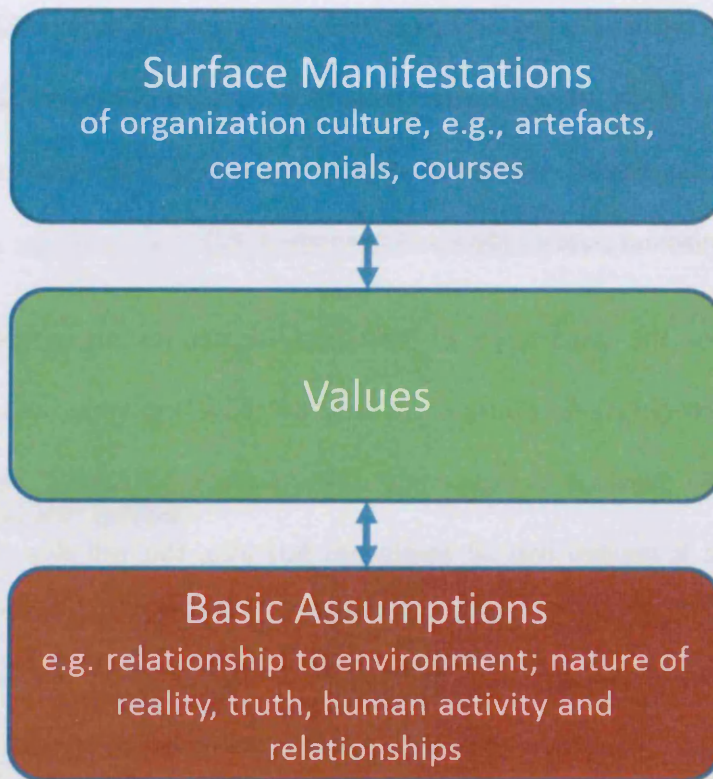 Surface Manifestations
of organization culture, e.g., artefacts,
ceremonials, courses
Values
Basic Assumptions
e.g. relationship to environment; nature of
reality, truth, human activity and
relationships